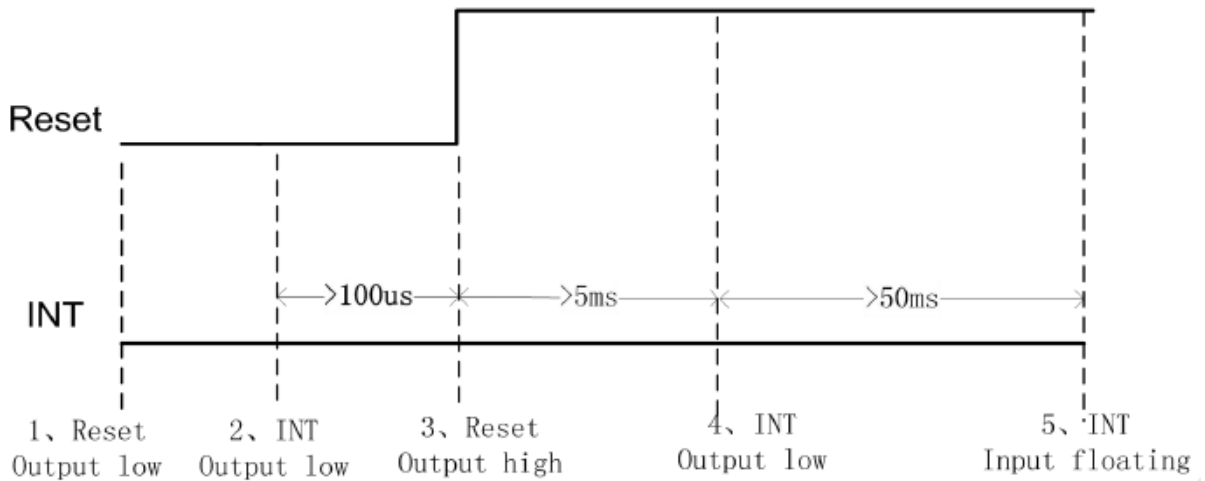 Reset
INT
>100us
>5ms
>50ms
1、Reset
Output low
2、INT
Output low
3、Reset
Output high
4、INT
Output low
5、INT
Input floating